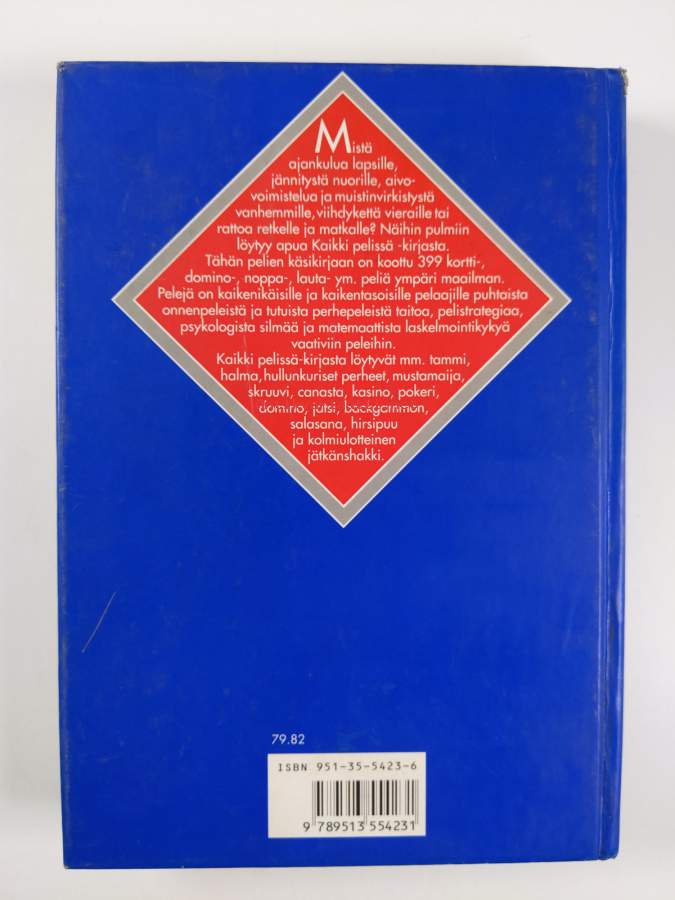 Mistä
ajankulua lapsille,
jännitystä nuorille, aivo-
voimistelua ja muistinvirkistystä
vanhemmille, viihdykettä vieraille tai
rattoa retkelle ja matkalle? Näihin pulmiin
löytyy apua Kaikki pelissä -kirjasta.
Tähän pelien käsikirjaan on koottu 399 kortti-,
domino-, noppa-, lauta- ym. peliä ympäri maailman.
Pelejä on kaikenikäisille ja kaikentasoisille pelaajille puhtaista
onnenpeleistä ja tutuista perhepeleistä taitoa, pelistrategiaa,
psykologista silmää ja matemaattista laskelmointikykyä
vaativiin peleihin.
Kaikki pelissä-kirjasta löytyvät mm. tammi,
halma, hullunkuriset perheet, mustamaija,
skruuvi, canasta, kasino, pokeri,
domino, jatsi, backgammon,
salasana, hirsipuu
ja kolmiulotteinen
jätkänshakki.
79.82
ISBN 951-35-5423-6
9 789513 554231